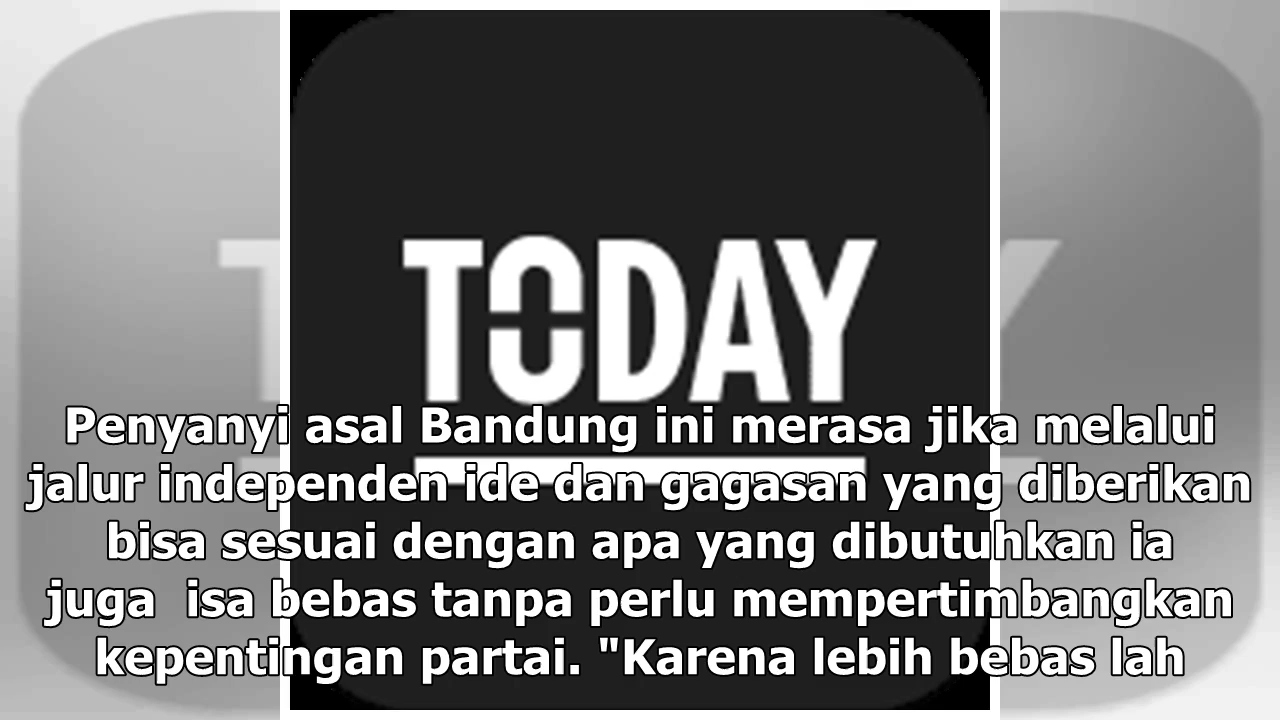 TODAY
Penyanyi asal Bandung ini merasa jika melalui
jalur independen ide dan gagasan yang diberikan
bisa sesuai dengan apa yang dibutuhkan ia
juga  isa bebas tanpa perlu mempertimbangkan
kepentingan partai. "Karena lebih bebas lah